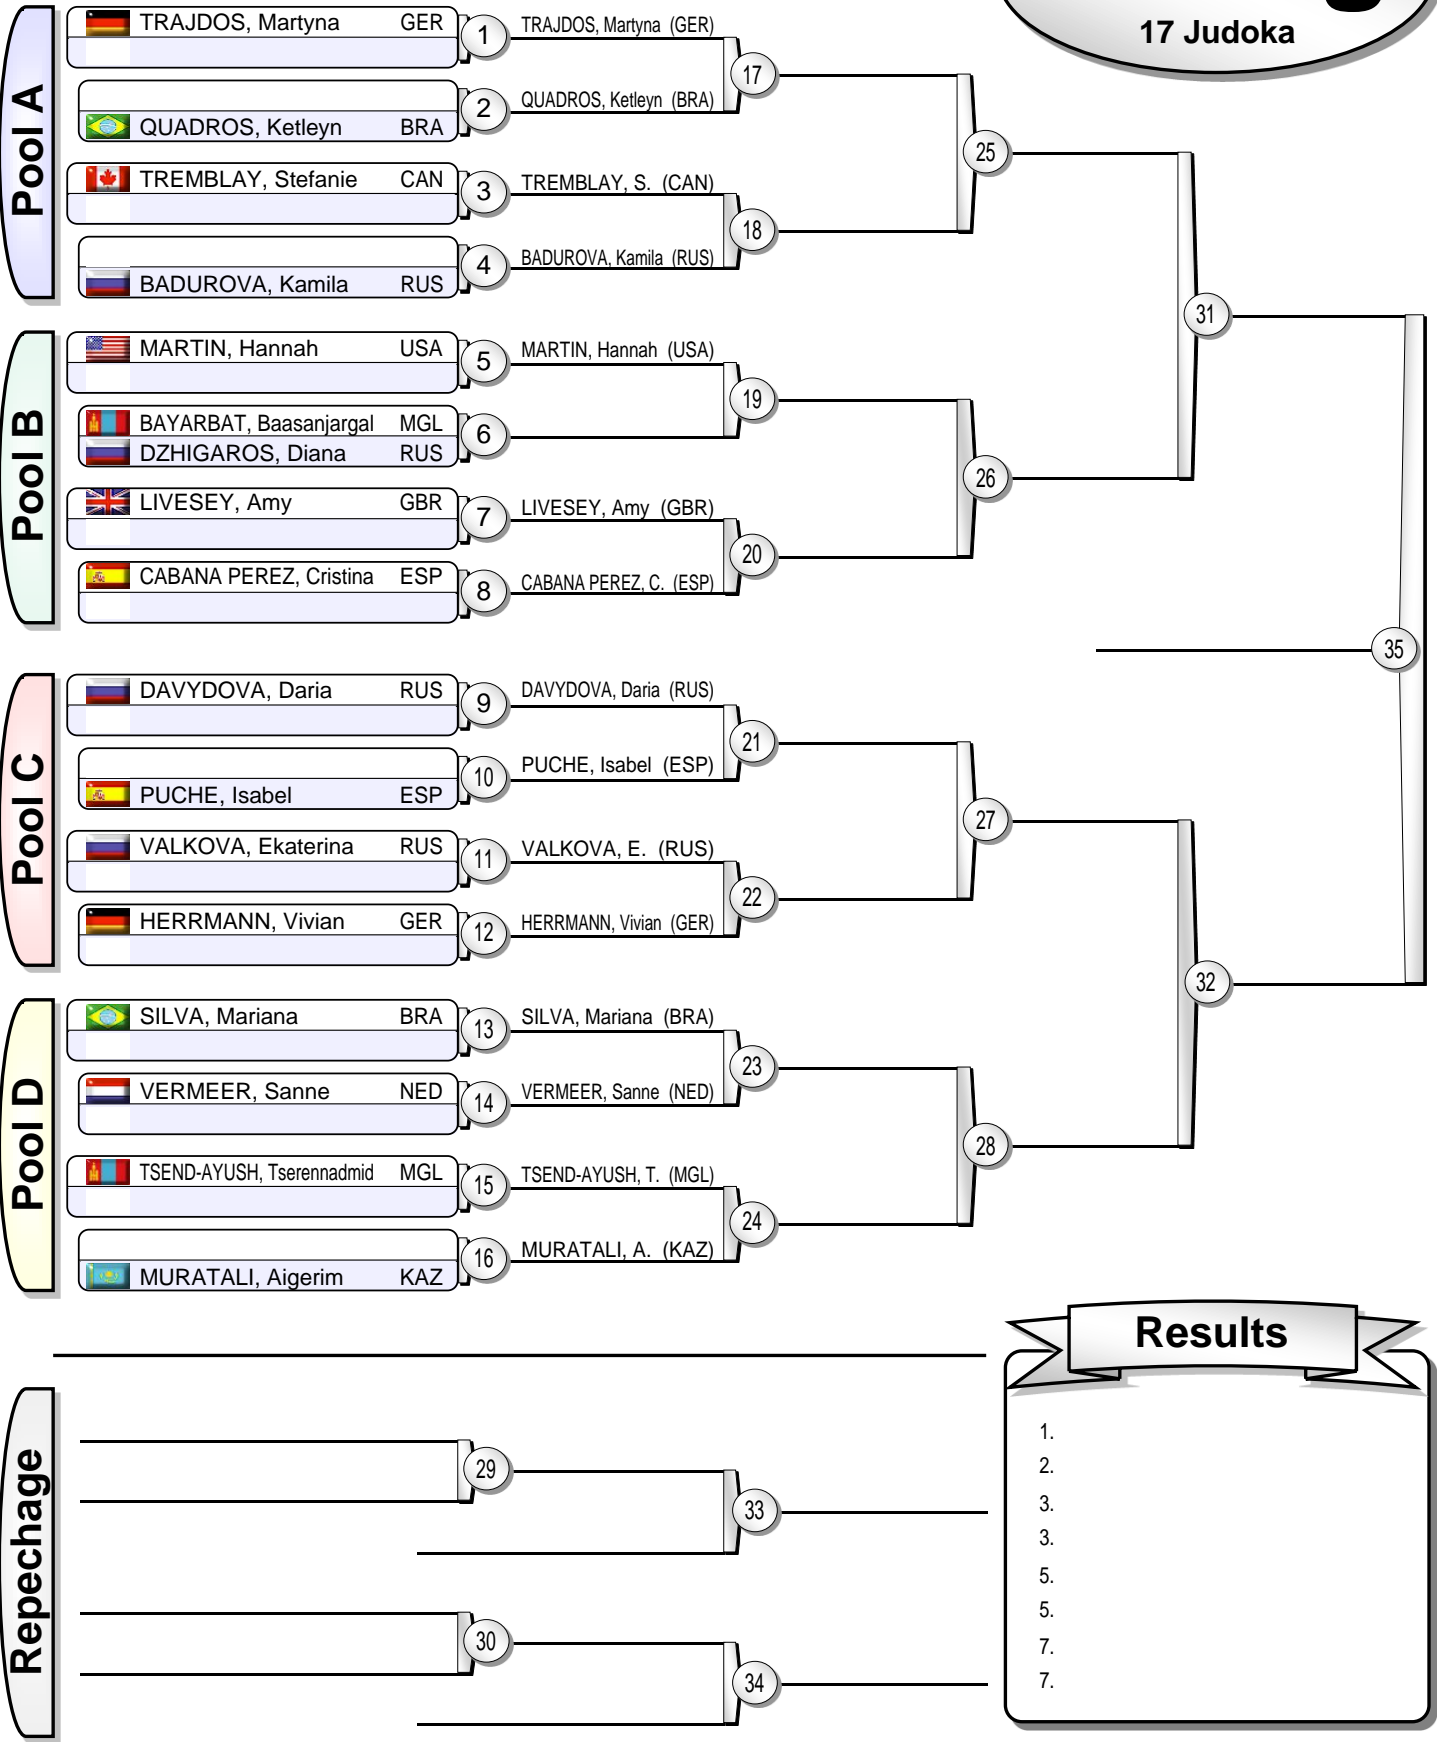 17 Judoka
Pool A
TRAJDOS, Martyna GER
1
TRAJDOS, Martyna (GER)
17
QUADROS, Ketleyn BRA
2
QUADROS, Ketleyn (BRA)
25
TREMBLAY, Stefanie CAN
3
TREMBLAY, S. (CAN)
18
BADUROVA, Kamila RUS
4
BADUROVA, Kamila (RUS)
31
Pool B
MARTIN, Hannah USA
5
MARTIN, Hannah (USA)
19
BAYARBAT, Baasanjargal MGL
DZHIGAROS, Diana RUS
6
26
LIVESEY, Amy GBR
7
LIVESEY, Amy (GBR)
20
CABANA PEREZ, Cristina ESP
8
CABANA PEREZ, C. (ESP)
35
Pool C
DAVYDOVA, Daria RUS
9
DAVYDOVA, Daria (RUS)
21
PUCHE, Isabel ESP
10
PUCHE, Isabel (ESP)
27
VALKOVA, Ekaterina RUS
11
VALKOVA, E. (RUS)
22
HERRMANN, Vivian GER
12
HERRMANN, Vivian (GER)
32
Pool D
SILVA, Mariana BRA
13
SILVA, Mariana (BRA)
23
VERMEER, Sanne NED
14
VERMEER, Sanne (NED)
28
TSEND-AYUSH, Tserennadmid MGL
15
TSEND-AYUSH, T. (MGL)
24
MURATALI, Aigerim KAZ
16
MURATALI, A. (KAZ)
Repechage
29
33
30
34
Results
1.
2.
3.
3.
5.
5.
7.
7.